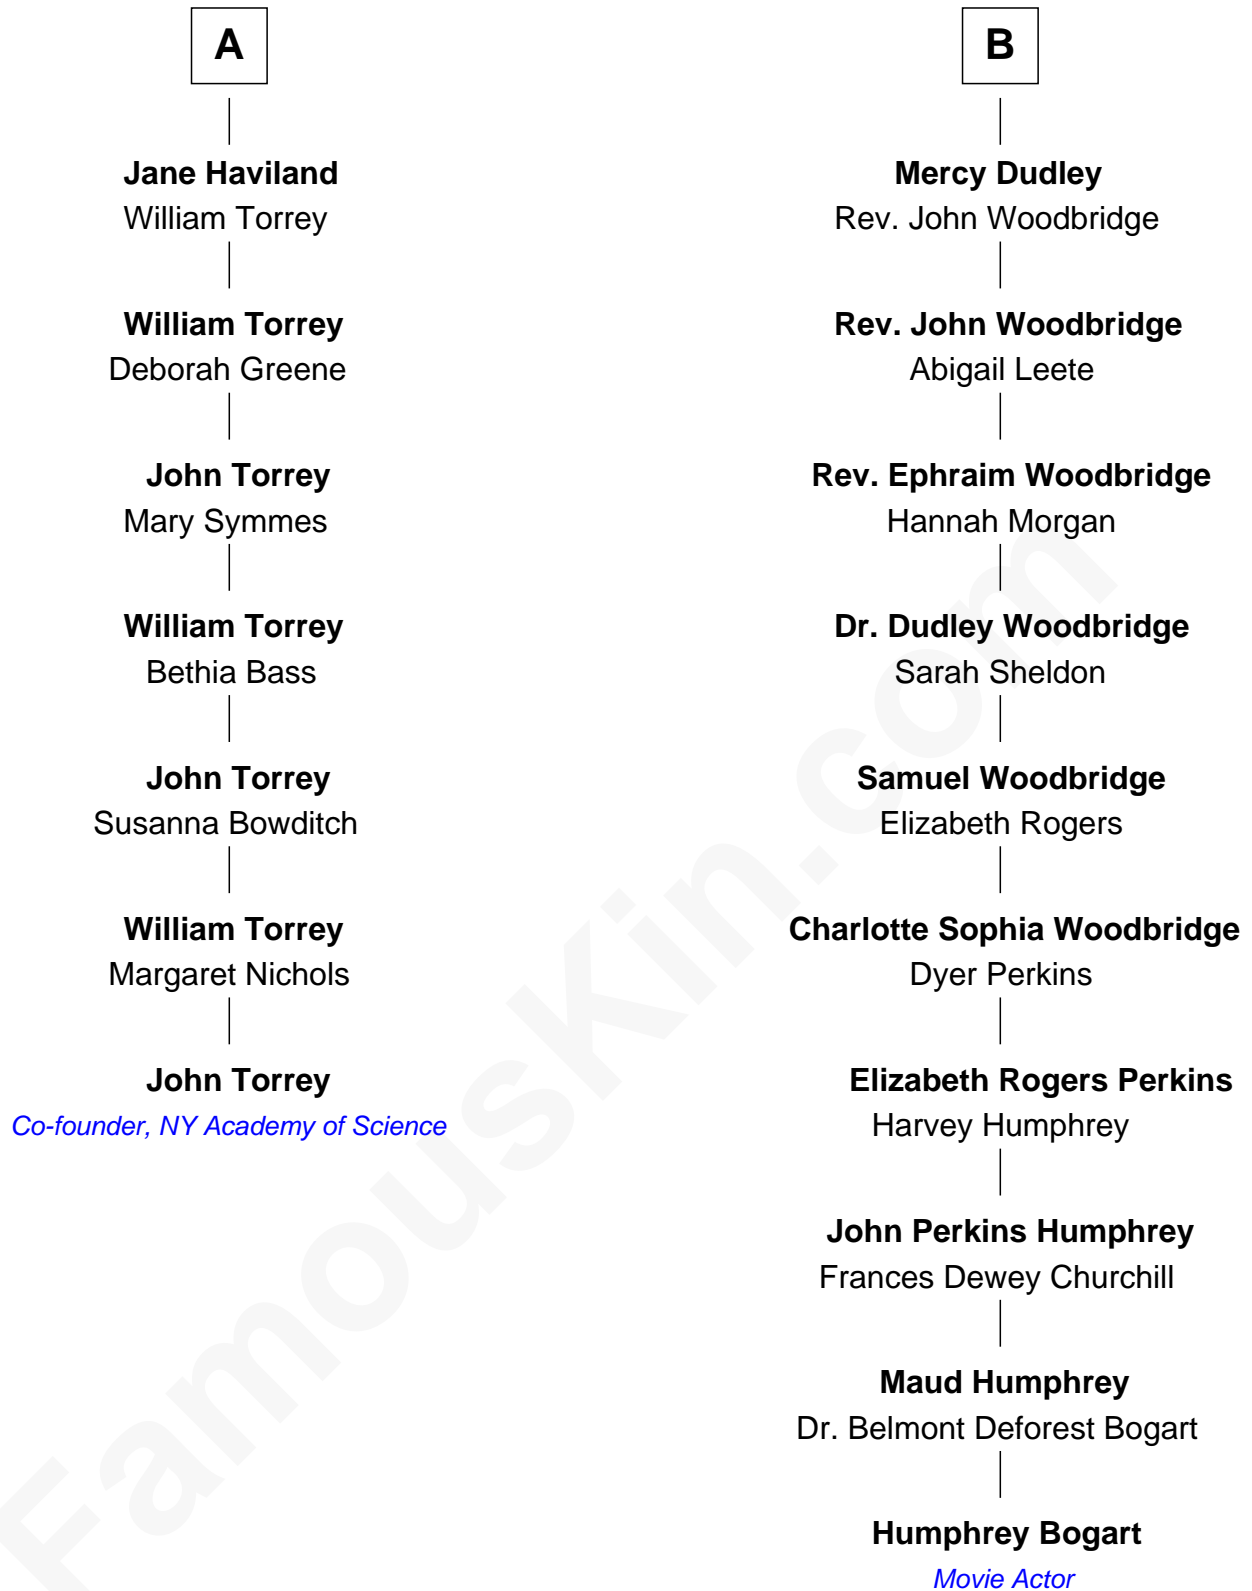 A
Jane Haviland
William Torrey
William Torrey
Deborah Greene
John Torrey
Mary Symmes
William Torrey
Bethia Bass
John Torrey
Susanna Bowditch
William Torrey
Margaret Nichols
John Torrey
Co-founder, NY Academy of Science
B
Mercy Dudley
Rev. John Woodbridge
Rev. John Woodbridge
Abigail Leete
Rev. Ephraim Woodbridge
Hannah Morgan
Dr. Dudley Woodbridge
Sarah Sheldon
Samuel Woodbridge
Elizabeth Rogers
Charlotte Sophia Woodbridge
Dyer Perkins
Elizabeth Rogers Perkins
Harvey Humphrey
John Perkins Humphrey
Frances Dewey Churchill
Maud Humphrey
Dr. Belmont Deforest Bogart
Humphrey Bogart
Movie Actor
FamousKin.com